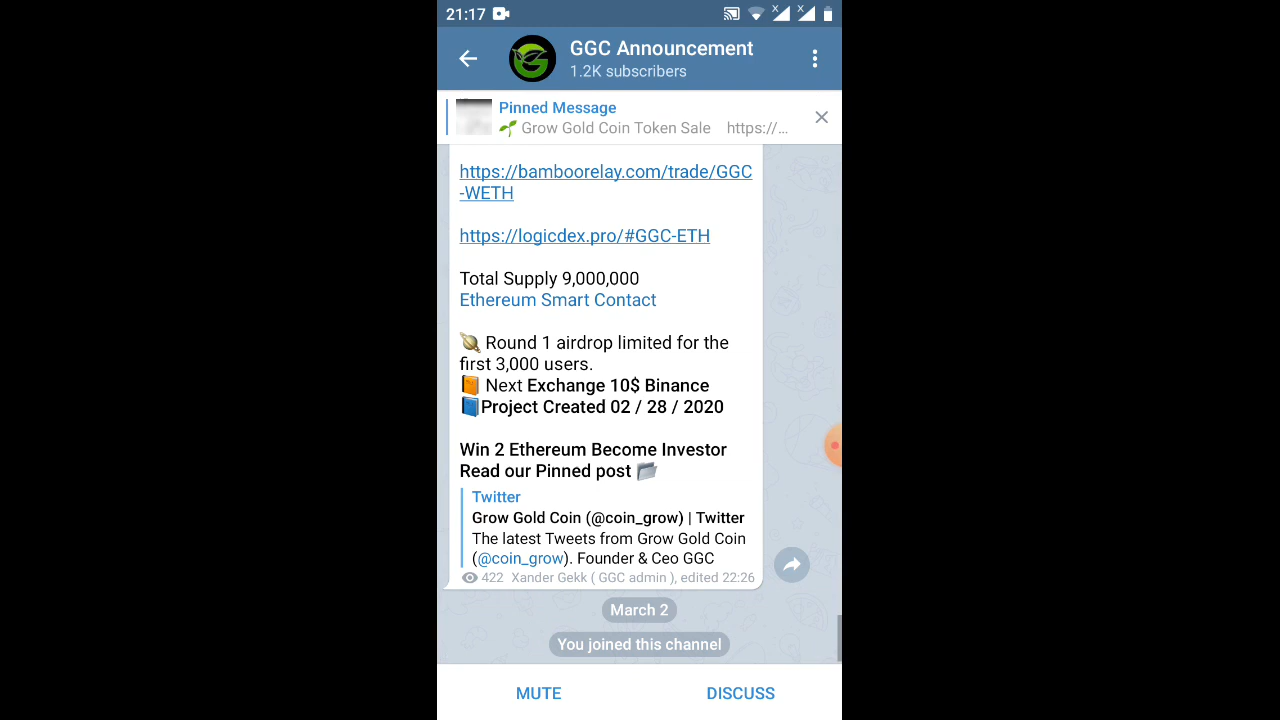 21:17
GGC Announcement
1.2K subscribers
Pinned Message
Grow Gold Coin Token Sale https://...
https://bamboorelay.com/trade/GGC
-WETH
https://logicdex.pro/#GGC-ETH
Total Supply 9,000,000
Ethereum Smart Contact
Round 1 airdrop limited for the
first 3,000 users.
Next Exchange 10$ Binance
Project Created 02 / 28 / 2020
Win 2 Ethereum Become Investor
Read our Pinned post
Twitter
Grow Gold Coin (@coin_grow) | Twitter
The latest Tweets from Grow Gold Coin
(@coin_grow). Founder & Ceo GGC
422 Xander Gekk ( GGC admin ), edited 22:26
March 2
You joined this channel
MUTE
DISCUSS